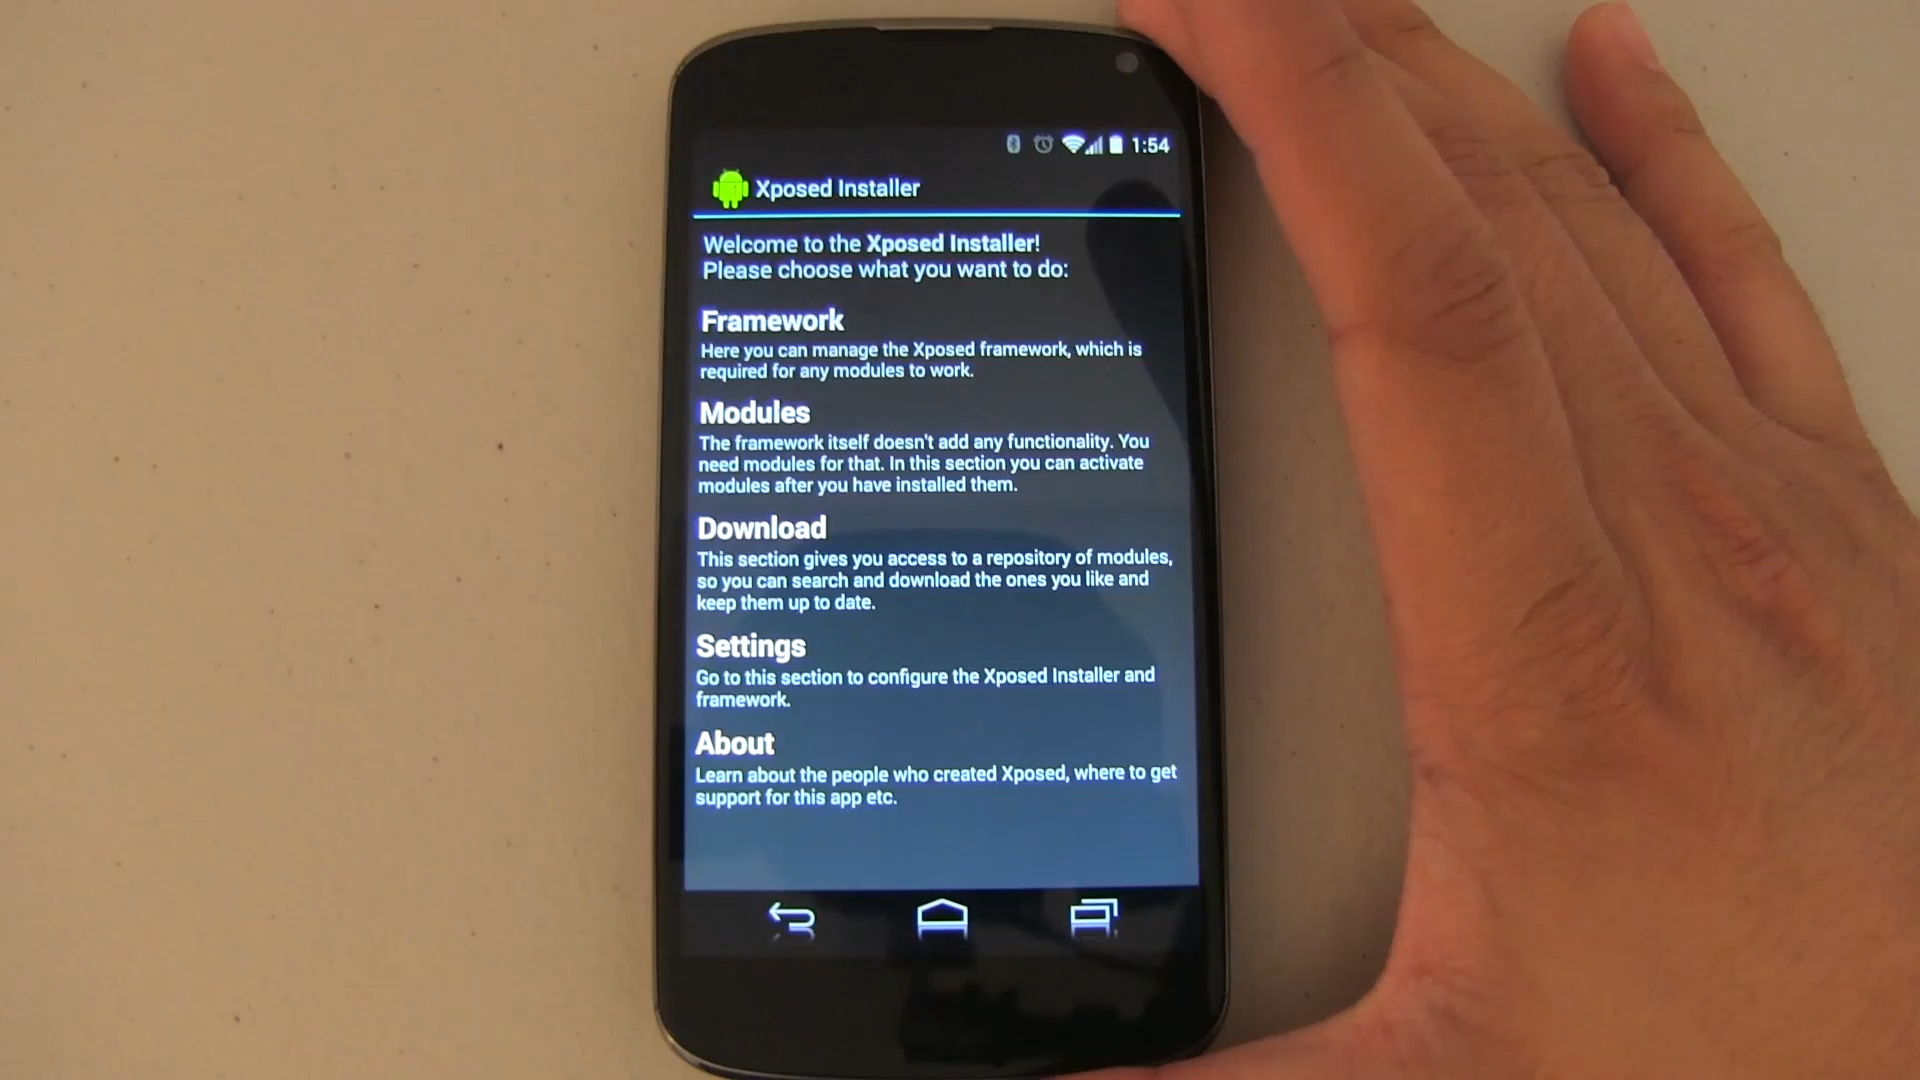 1:54
Xposed Installer
Welcome to the Xposed Installer!
Please choose what you want to do:
Framework
Here you can manage the Xposed framework, which is
required for any modules to work.
Modules
The framework itself doesn't add any functionality. You
need modules for that. In this section you can activate
modules after you have installed them.
Download
This section gives you access to a repository of modules,
so you can search and download the ones you like and
keep them up to date.
Settings
Go to this section to configure the Xposed Installer and
framework.
About
Learn about the people who created Xposed, where to get
support for this app etc.